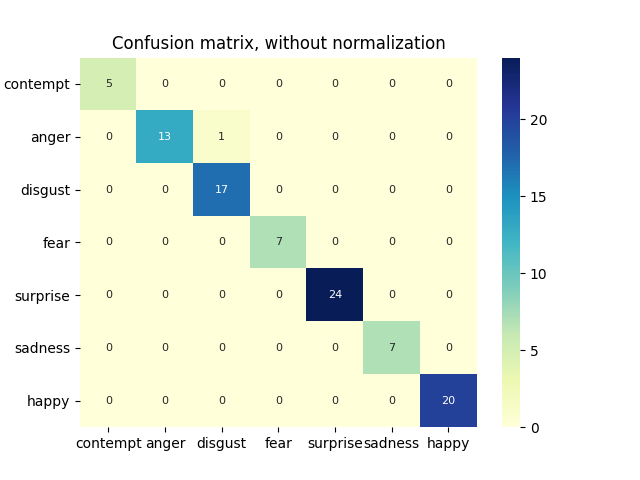 Confusion matrix, without normalization
contempt 5 0 0 0 0 0 0
anger 0 13 1 0 0 0 0
disgust 0 0 17 0 0 0 0
fear 0 0 0 7 0 0 0
surprise 0 0 0 0 24 0 0
sadness 0 0 0 0 0 7 0
happy 0 0 0 0 0 0 20
contempt anger disgust fear surprise sadness happy
20
15
10
5
0